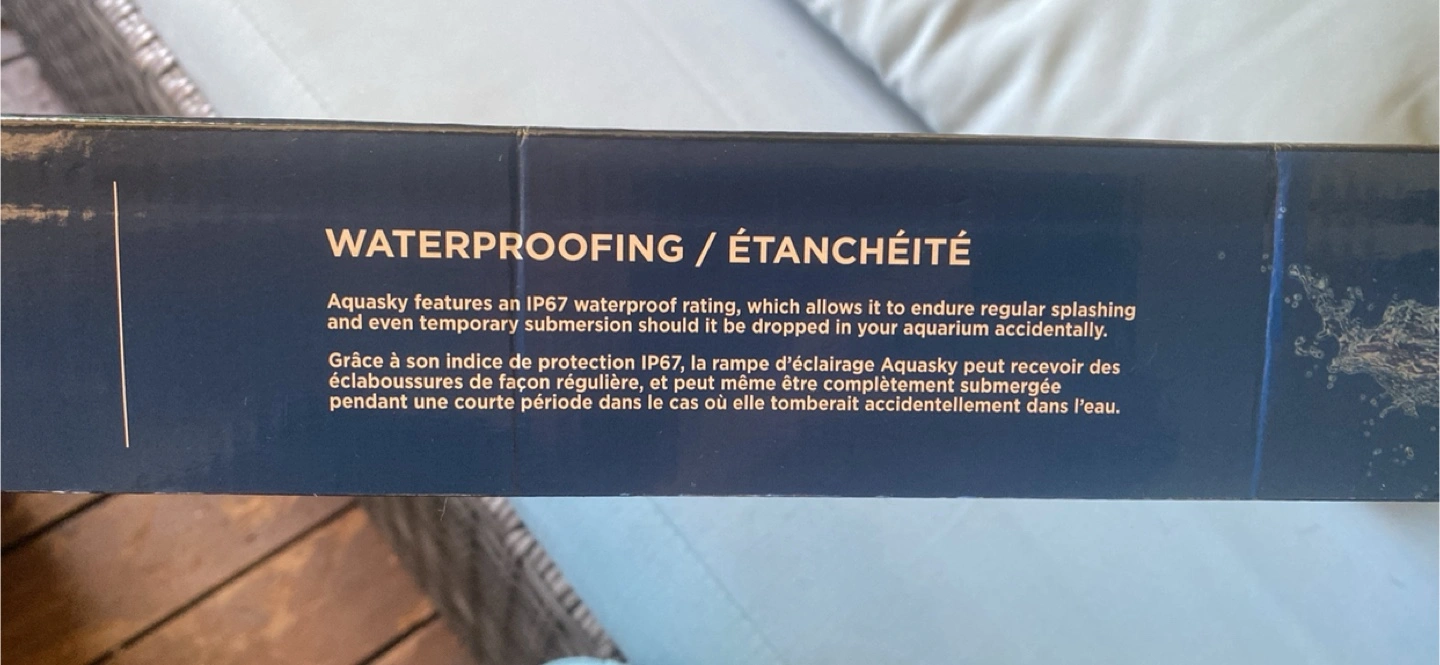 WATERPROOFING / ÉTANCHÉITÉ
Aquasky features an IP67 waterproof rating, which allows it to endure regular splashing
and even temporary submersion should it be dropped in your aquarium accidentally.
Grâce à son indice de protection IP67, la rampe d'éclairage Aquasky peut recevoir des
éclaboussures de façon régulière, et peut même être complètement submergée
pendant une courte période dans le cas où elle tomberait accidentellement dans l'eau.